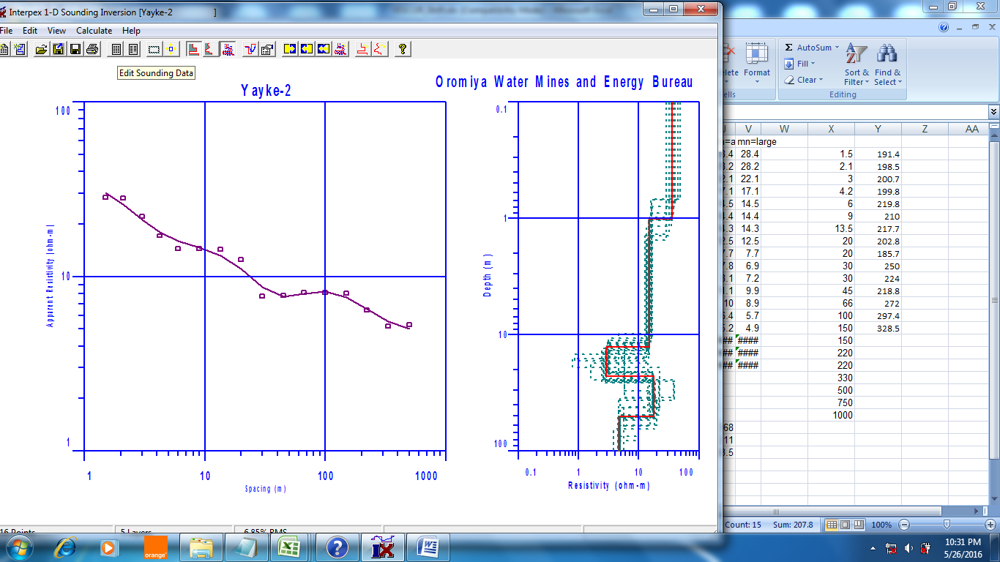 Interpex 1-D Sounding Inversion [Yayke-2 ]
File Edit View Calculate Help
?
Edit Sounding Data
Yayke-2
100
10
1
Apparent Resistivity (ohm-m)
1 10 100 1000
Spacing (m)
Oromiya Water Mines and Energy Bureau
0.1
1
10
100
Depth (m)
0.1 1 10 100
Resistivity (ohm-m)
16 Points 5 Layers 6.85% RMS
elete Format
Σ AutoSum
Fill
Clear
Sort & Filter
Find & Select
ells Editing
U V W X Y Z AA
=a mn=large
3.4 28.4 1.5 191.4
3.2 28.2 2.1 198.5
2.1 22.1 3 200.7
7.1 17.1 4.2 199.8
4.5 14.5 6 219.8
4.4 14.4 9 210
4.3 14.3 13.5 217.7
2.5 12.5 20 202.8
7.7 7.7 20 185.7
7.8 6.9 30 250
3.1 7.2 30 224
1.1 9.9 45 218.8
10 8.9 66 272
6.4 5.7 100 297.4
5.2 4.9 150 328.5
## #### 150
## #### 220
## #### 220
330
500
750
1000
68
11
3.5
Count: 15 Sum: 207.8 100%
orange
10:31 PM
5/26/2016